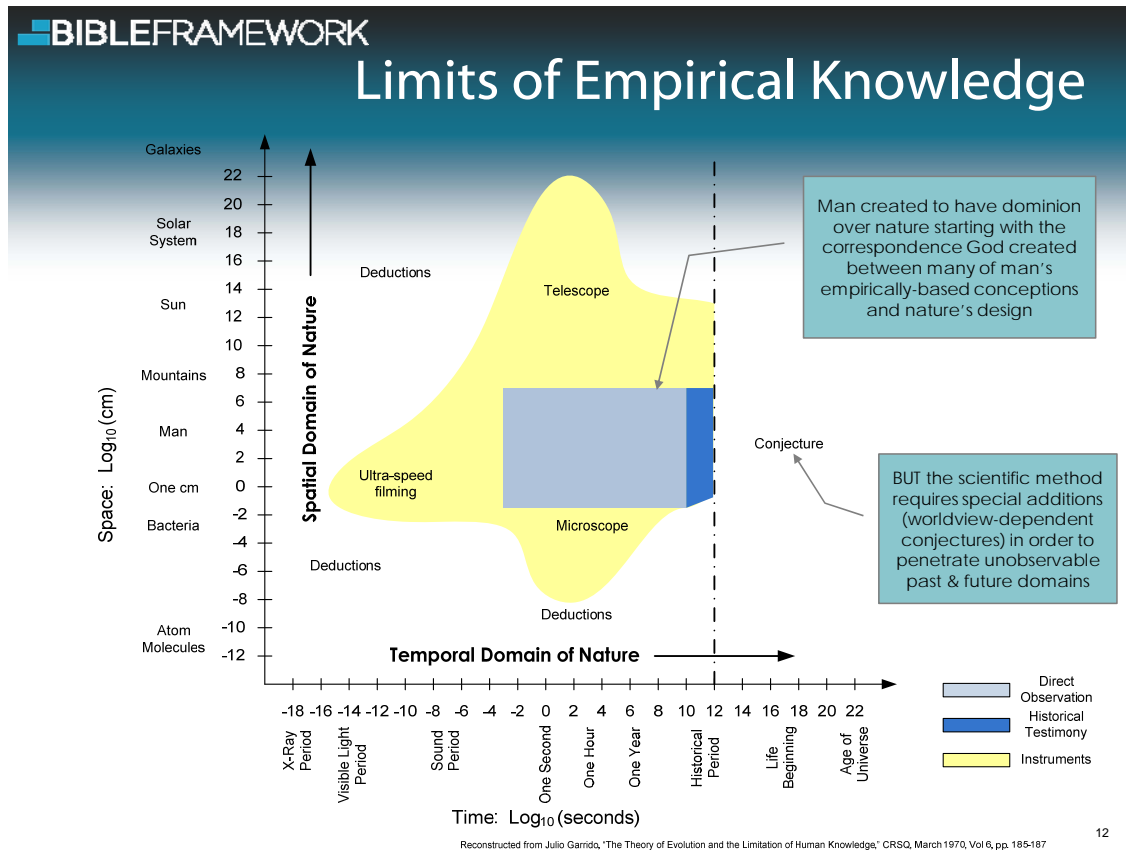 BIBLEFRAMEWORK
Limits of Empirical Knowledge
Galaxies
Solar
System
Sun
Mountains
Man
One cm
Bacteria
Atom
Molecules
Space: Log10 (cm)
22
20
18
16
14
12
10
8
6
4
2
0
-2
-4
-6
-8
-10
-12
Spatial Domain of Nature
Deductions
Telescope
Ultra-speed
filming
Microscope
Deductions
Deductions
Conjecture
Man created to have dominion
over nature starting with the
correspondence God created
between many of man's
empirically-based conceptions
and nature's design
BUT the scientific method
requires special additions
(worldview-dependent
conjectures) in order to
penetrate unobservable
past & future domains
Temporal Domain of Nature
-18 -16 -14 -12 -10 -8 -6 -4 -2 0 2 4 6 8 10 12 14 16 18 20 22
X-Ray
Period
Visible Light
Period
Sound
Period
One Second
One Hour
One Year
Historical
Period
Life
Beginning
Age of
Universe
Time: Log10 (seconds)
Direct
Observation
Historical
Testimony
Instruments
12
Reconstructed from Julio Garrido, "The Theory of Evolution and the Limitation of Human Knowledge," CRSQ, March 1970, Vol 6, pp. 185-187